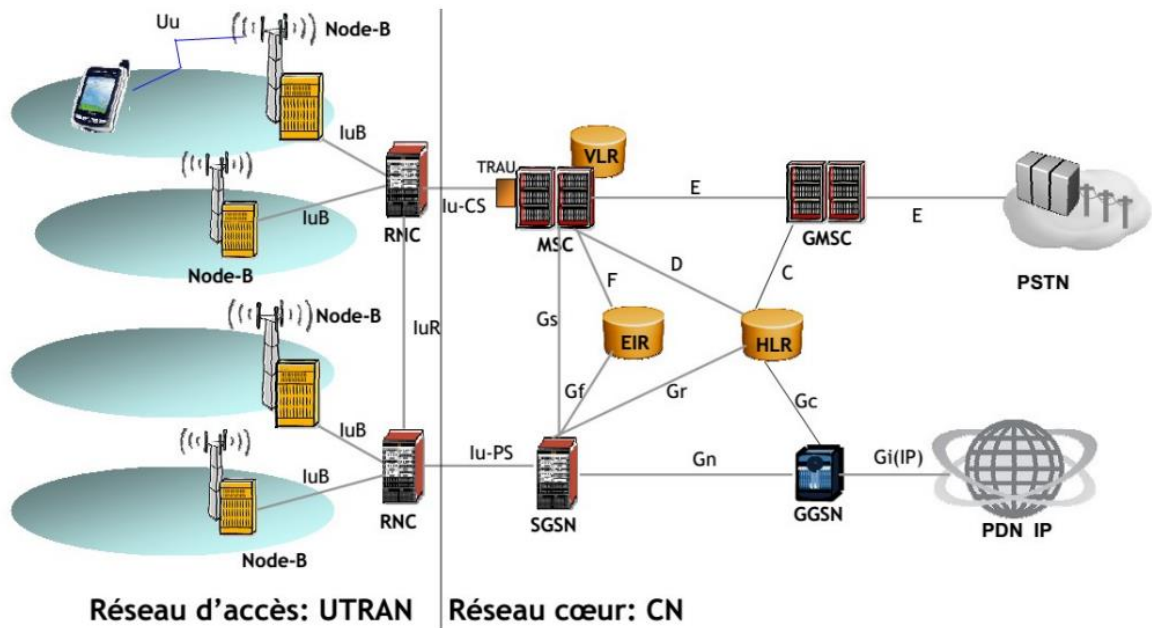 Uu
Node-B
IuB
VLR
TRAU
IuB
RNC
Iu-CS
MSC
E
GMSC
E
PSTN
Node-B
D
C
F
Node-B
IuR
Gs
EIR
HLR
Gf
Gr
Gc
IuB
IuB
RNC
Iu-PS
SGSN
Gn
GGSN
Gi(IP)
PDN IP
Node-B
Réseau d'accès: UTRAN
Réseau cœur: CN